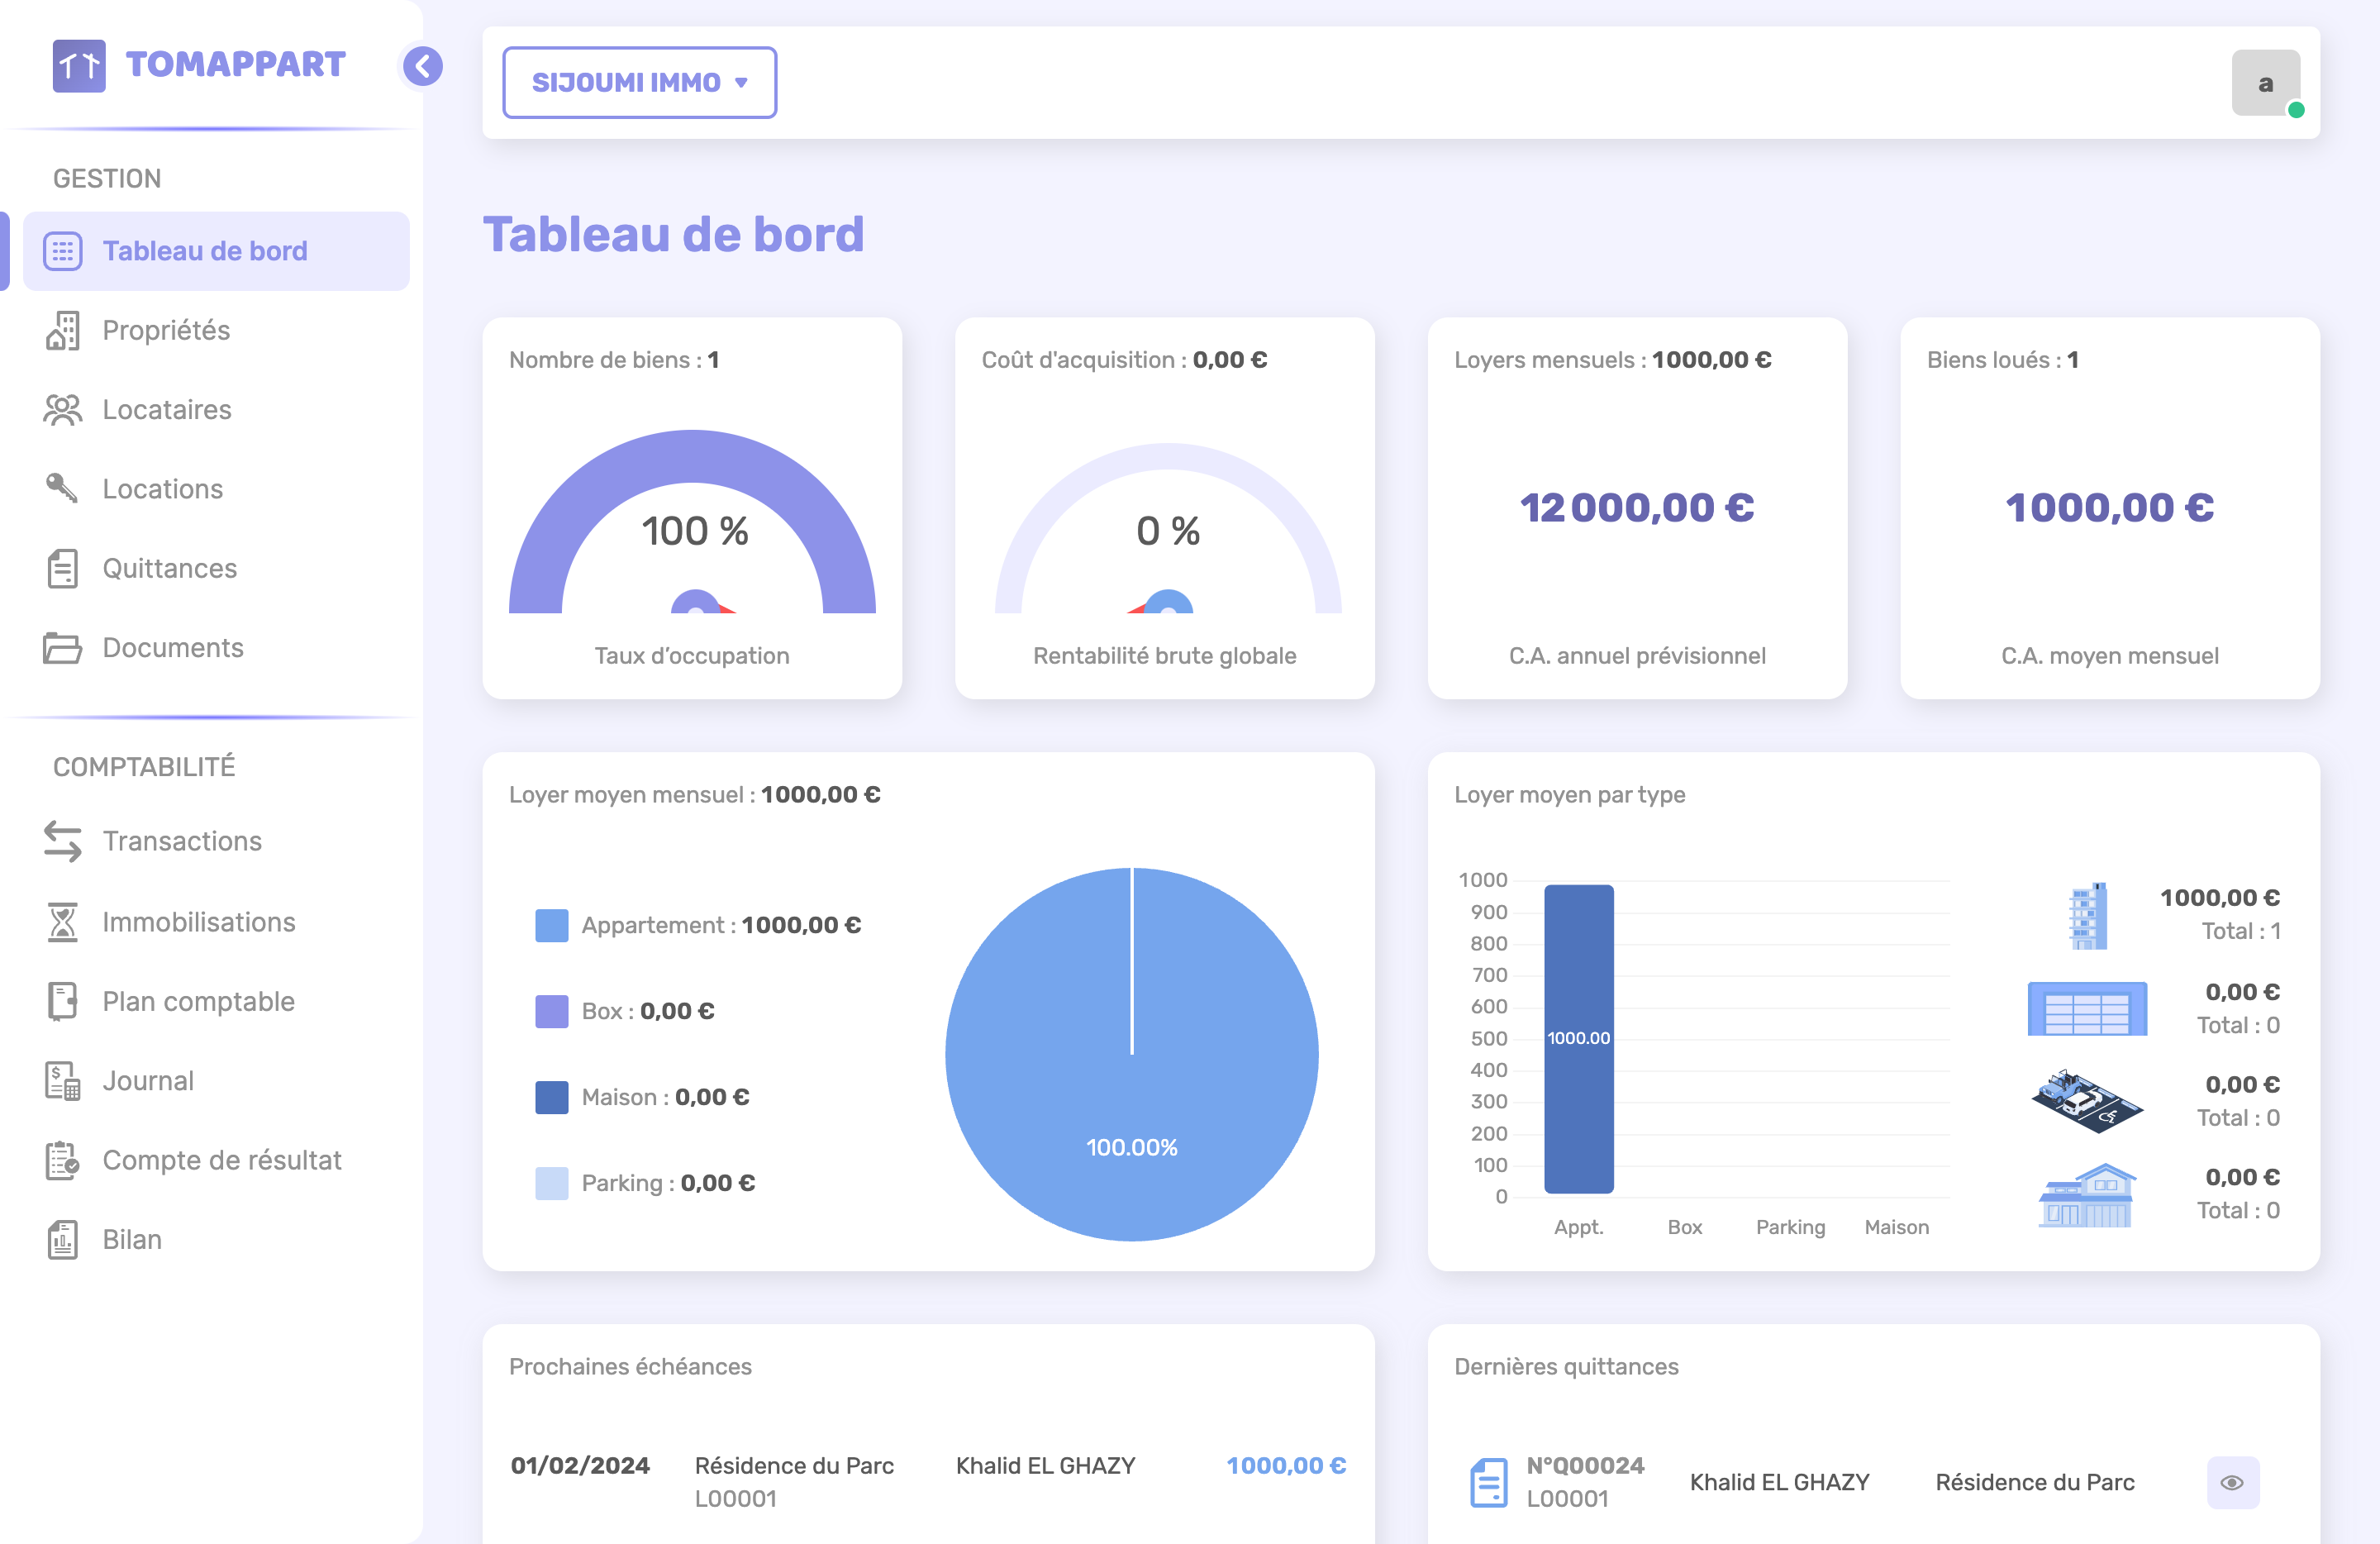 TOMAPPART
GESTION
Tableau de bord
Propriétés
Locataires
Locations
Quittances
Documents
COMPTABILITÉ
Transactions
Immobilisations
Plan comptable
Journal
Compte de résultat
Bilan
SIJOUMI IMMO
a
Tableau de bord
Nombre de biens : 1
100 %
Taux d’occupation
Coût d'acquisition : 0,00 €
0 %
Rentabilité brute globale
Loyers mensuels : 1000,00 €
12 000,00 €
C.A. annuel prévisionnel
Biens loués : 1
1000,00 €
C.A. moyen mensuel
Loyer moyen mensuel : 1000,00 €
Appartement : 1000,00 €
Box : 0,00 €
Maison : 0,00 €
Parking : 0,00 €
100.00%
Loyer moyen par type
1000
900
800
700
600
500
400
300
200
100
0
1000.00
Appt. Box Parking Maison
1000,00 €
Total : 1
0,00 €
Total : 0
0,00 €
Total : 0
0,00 €
Total : 0
Prochaines échéances
01/02/2024 Résidence du Parc Khalid EL GHAZY 1000,00 €
L00001
Dernières quittances
N°Q00024
L00001
Khalid EL GHAZY Résidence du Parc